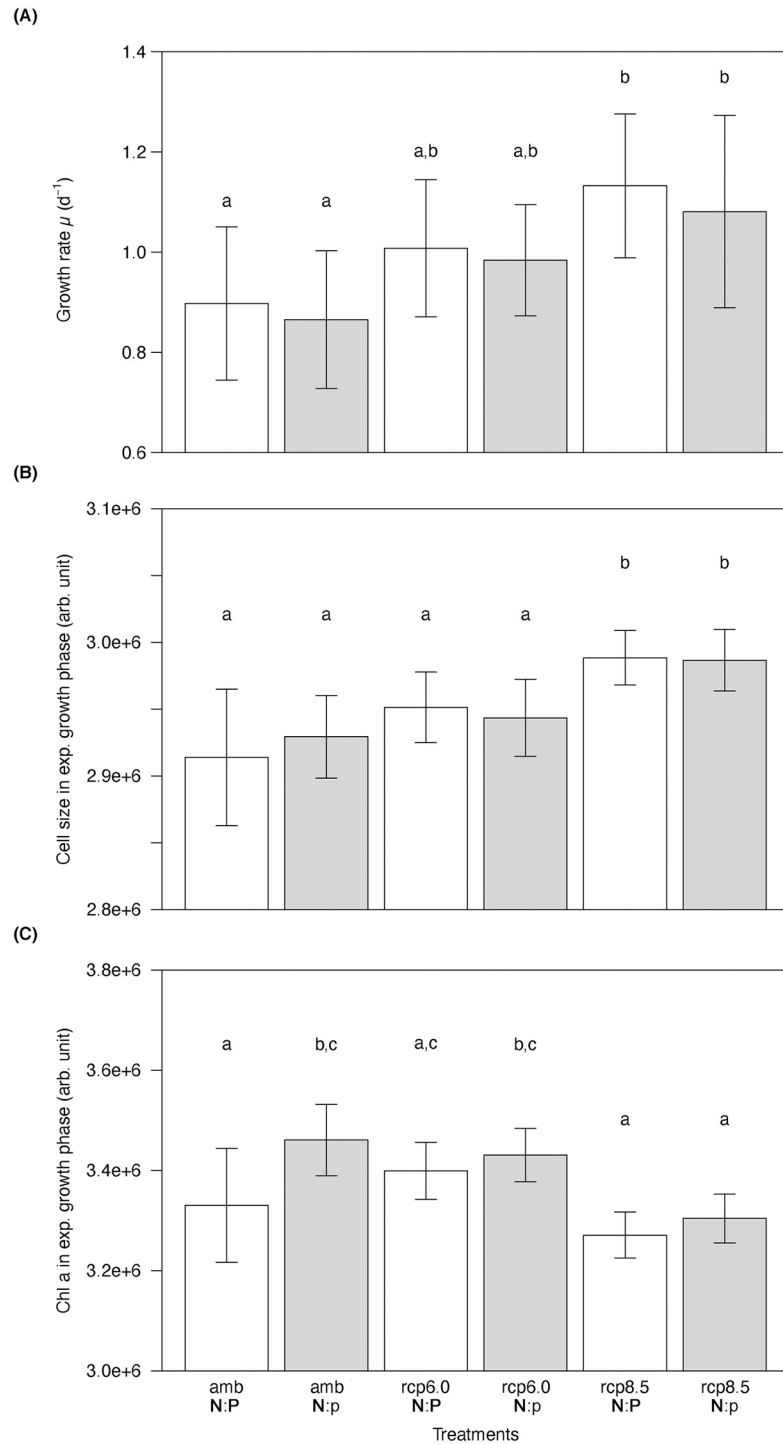 (A)
Growth rate μ (d⁻¹)
1.4
1.2
1.0
0.8
0.6
a
a
a,b
a,b
b
b
(B)
Cell size in exp. growth phase (arb. unit)
3.1e+6
3.0e+6
2.9e+6
2.8e+6
a
a
a
a
b
b
(C)
Chl a in exp. growth phase (arb. unit)
3.8e+6
3.6e+6
3.4e+6
3.2e+6
3.0e+6
a
b,c
a,c
b,c
a
a
amb
N:P
amb
N:p
rcp6.0
N:P
rcp6.0
N:p
rcp8.5
N:P
rcp8.5
N:p
Treatments